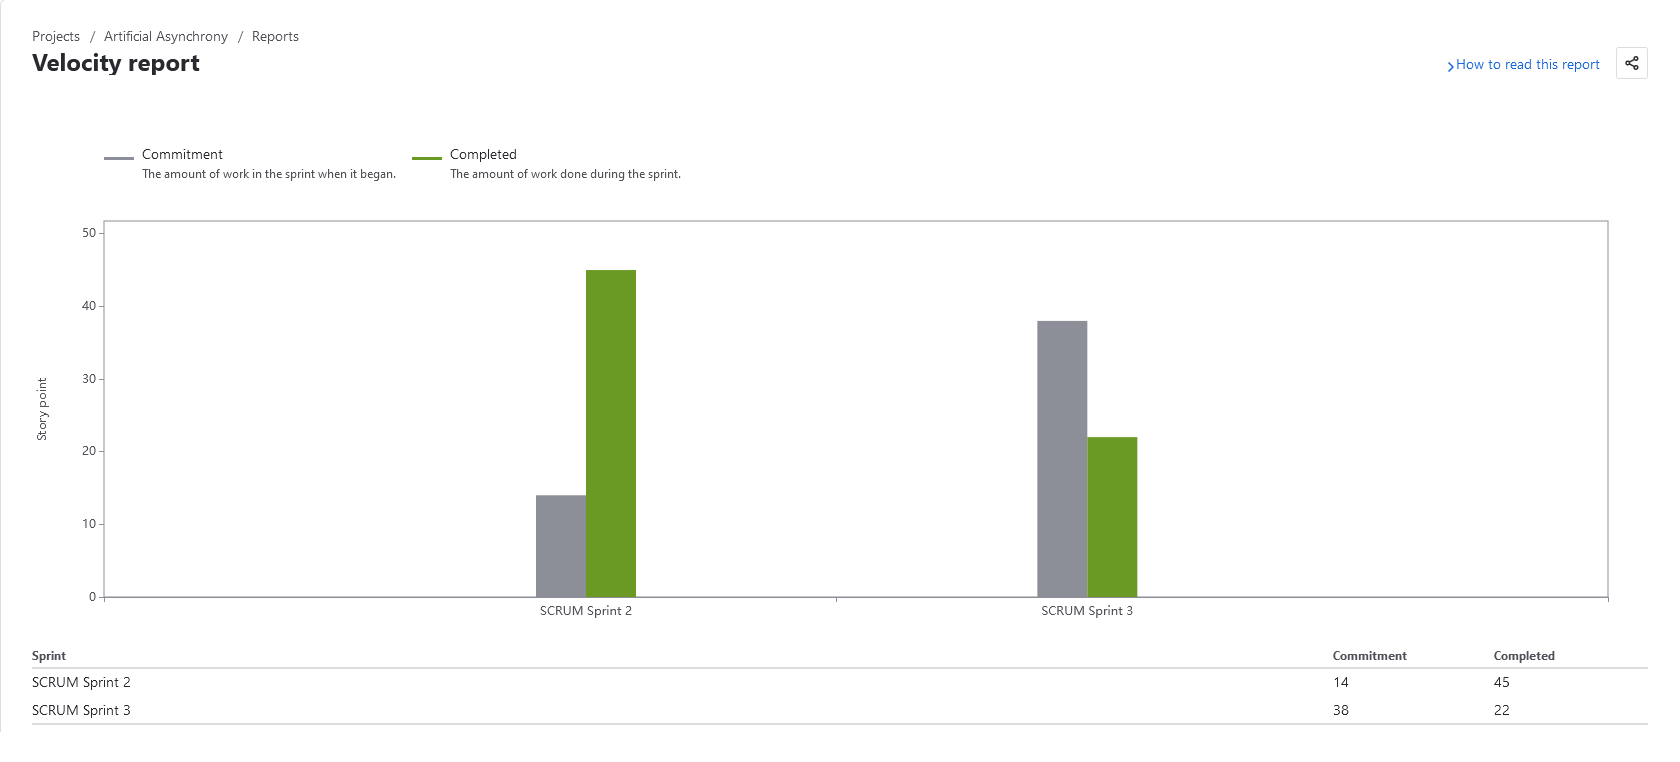 Projects / Artificial Asynchrony / Reports
Velocity report
How to read this report
Commitment
The amount of work in the sprint when it began.
Completed
The amount of work done during the sprint.
50
40
30
20
10
0
Story point
SCRUM Sprint 2
SCRUM Sprint 3
Sprint Commitment Completed
SCRUM Sprint 2 14 45
SCRUM Sprint 3 38 22